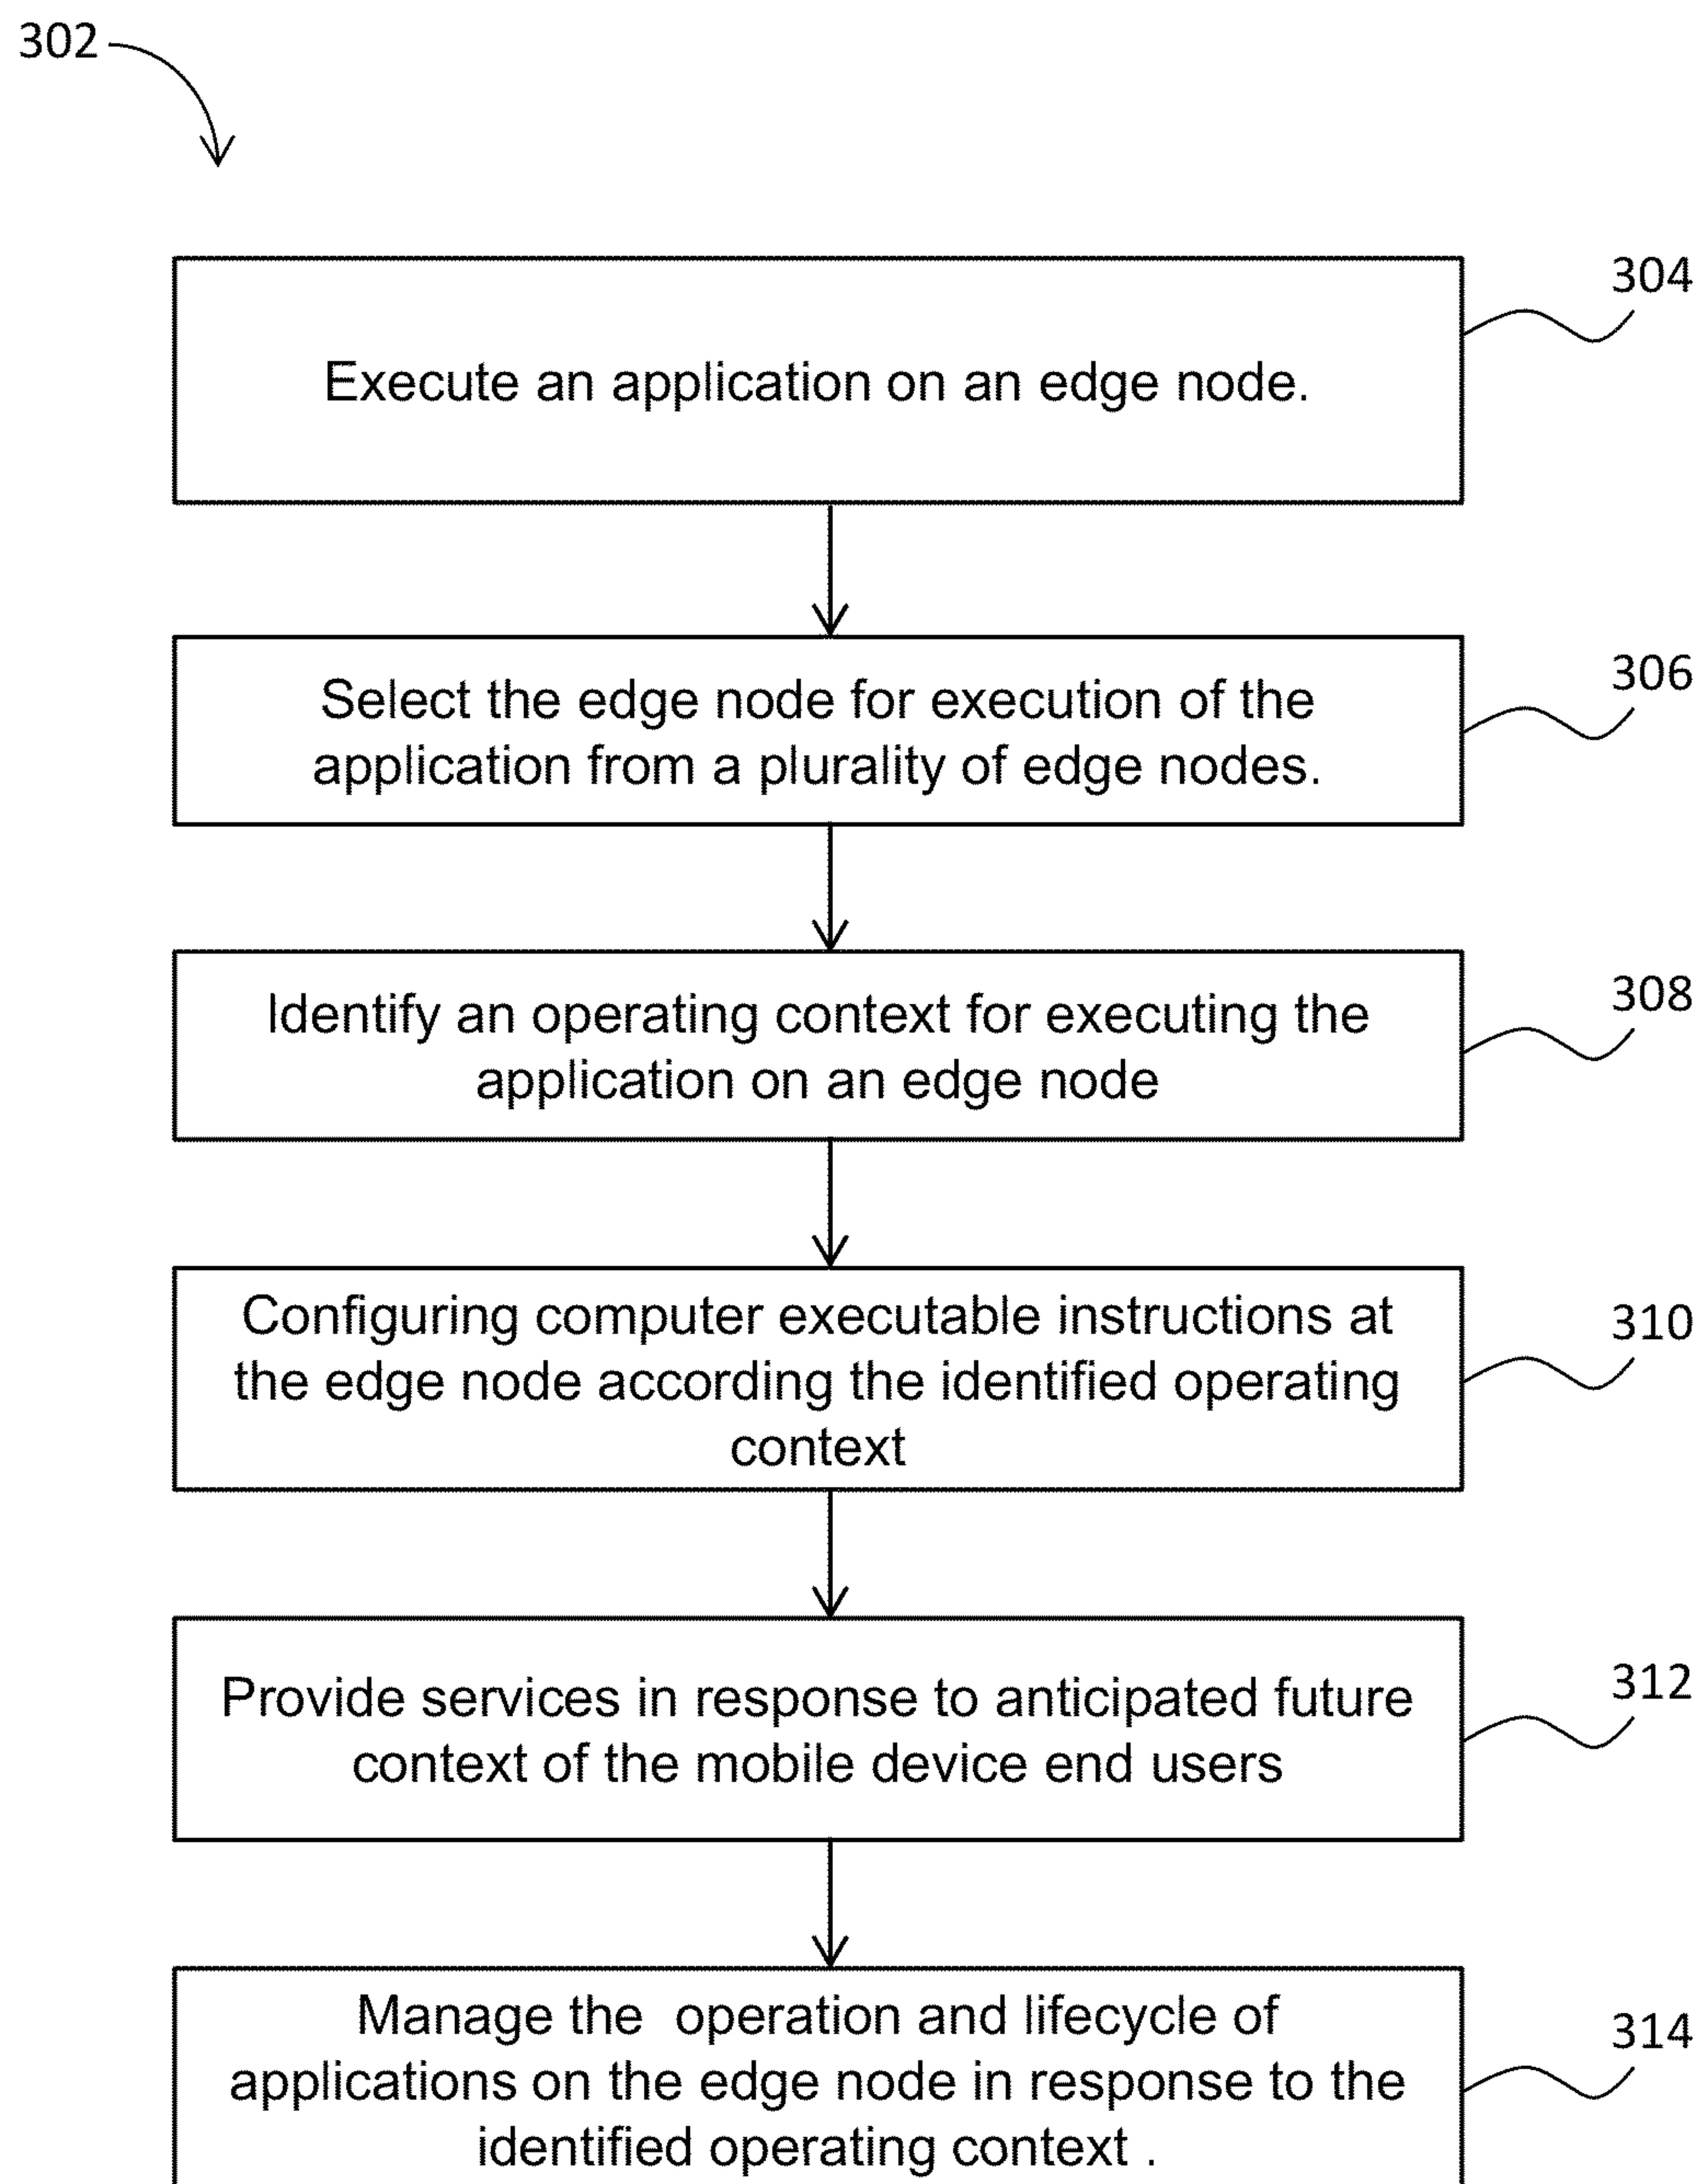 302
304
Execute an application on an edge node.
306
Select the edge node for execution of the
application from a plurality of edge nodes.
308
Identify an operating context for executing the
application on an edge node
310
Configuring computer executable instructions at
the edge node according the identified operating
context
312
Provide services in response to anticipated future
context of the mobile device end users
314
Manage the  operation and lifecycle of
applications on the edge node in response to the
identified operating context .